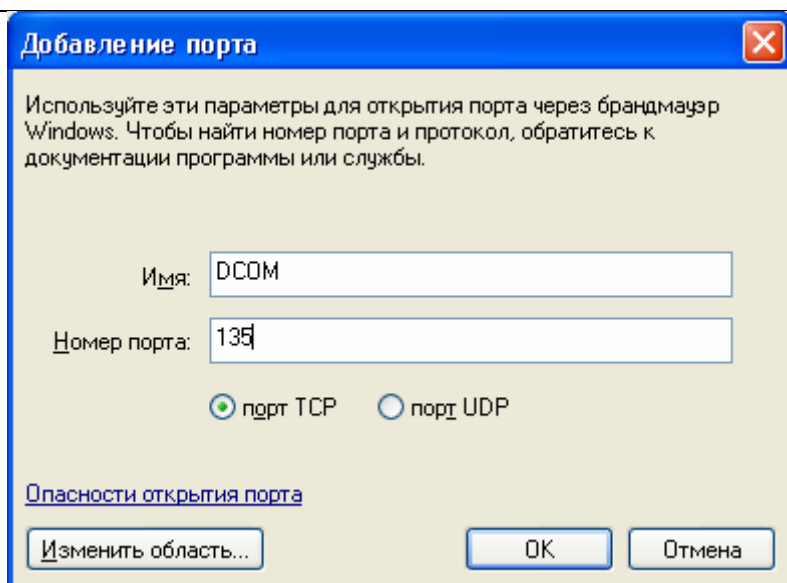 Добавление порта
Используйте эти параметры для открытия порта через брандмауэр
Windows. Чтобы найти номер порта и протокол, обратитесь к
документации программы или службы.
Имя: DCOM
Номер порта: 135
порт TCP порт UDP
Опасности открытия порта
Изменить область... OK Отмена